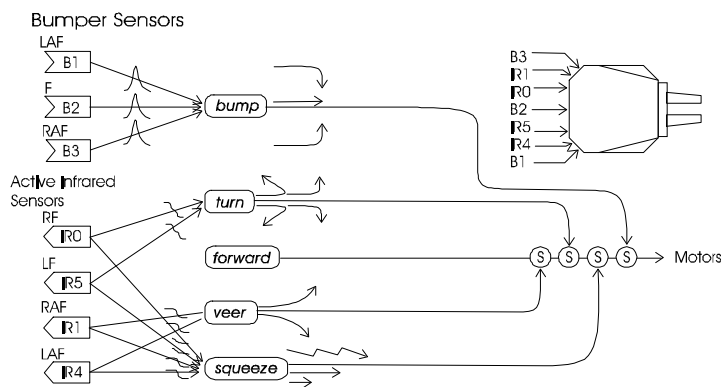 Bumper Sensors
LAF
B1
F
B2
RAF
B3
bump
B3
IR1
IR0
B2
IR5
IR4
B1
Active Infrared
Sensors
RF
IR0
LF
IR5
RAF
IR1
LAF
IR4
turn
forward
veer
squeeze
S S S S
Motors